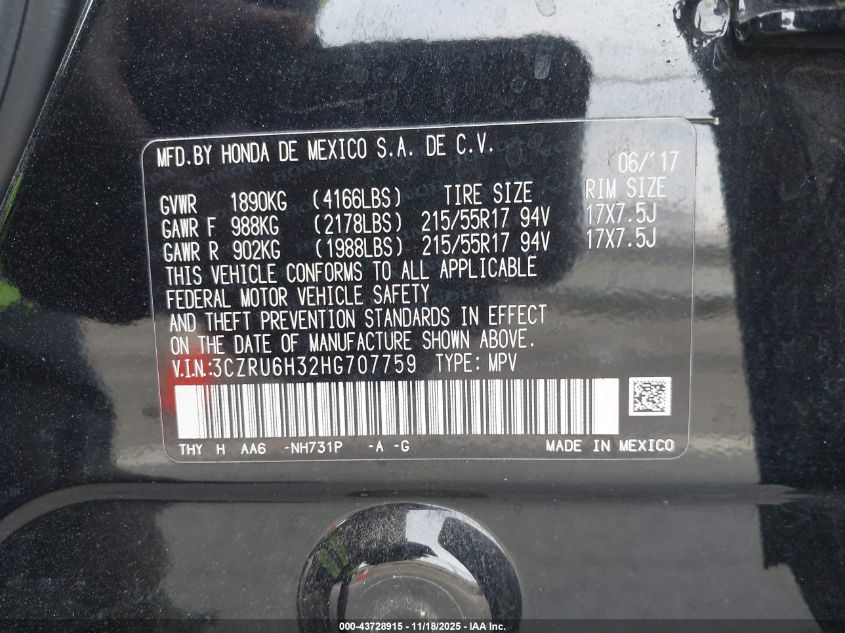 MFD.BY HONDA DE MEXICO S.A. DE C.V. 06/'17
GVWR 1890KG (4166LBS) TIRE SIZE RIM SIZE
GAWR F 988KG (2178LBS) 215/55R17 94V 17X7.5J
GAWR R 902KG (1988LBS) 215/55R17 94V 17X7.5J
THIS VEHICLE CONFORMS TO ALL APPLICABLE
FEDERAL MOTOR VEHICLE SAFETY
AND THEFT PREVENTION STANDARDS IN EFFECT
ON THE DATE OF MANUFACTURE SHOWN ABOVE.
V.I.N.:3CZRU6H32HG707759 TYPE: MPV
THY H AA6 -NH731P -A -G MADE IN MEXICO
000-43728915 - 11/18/2025 - IAA Inc.